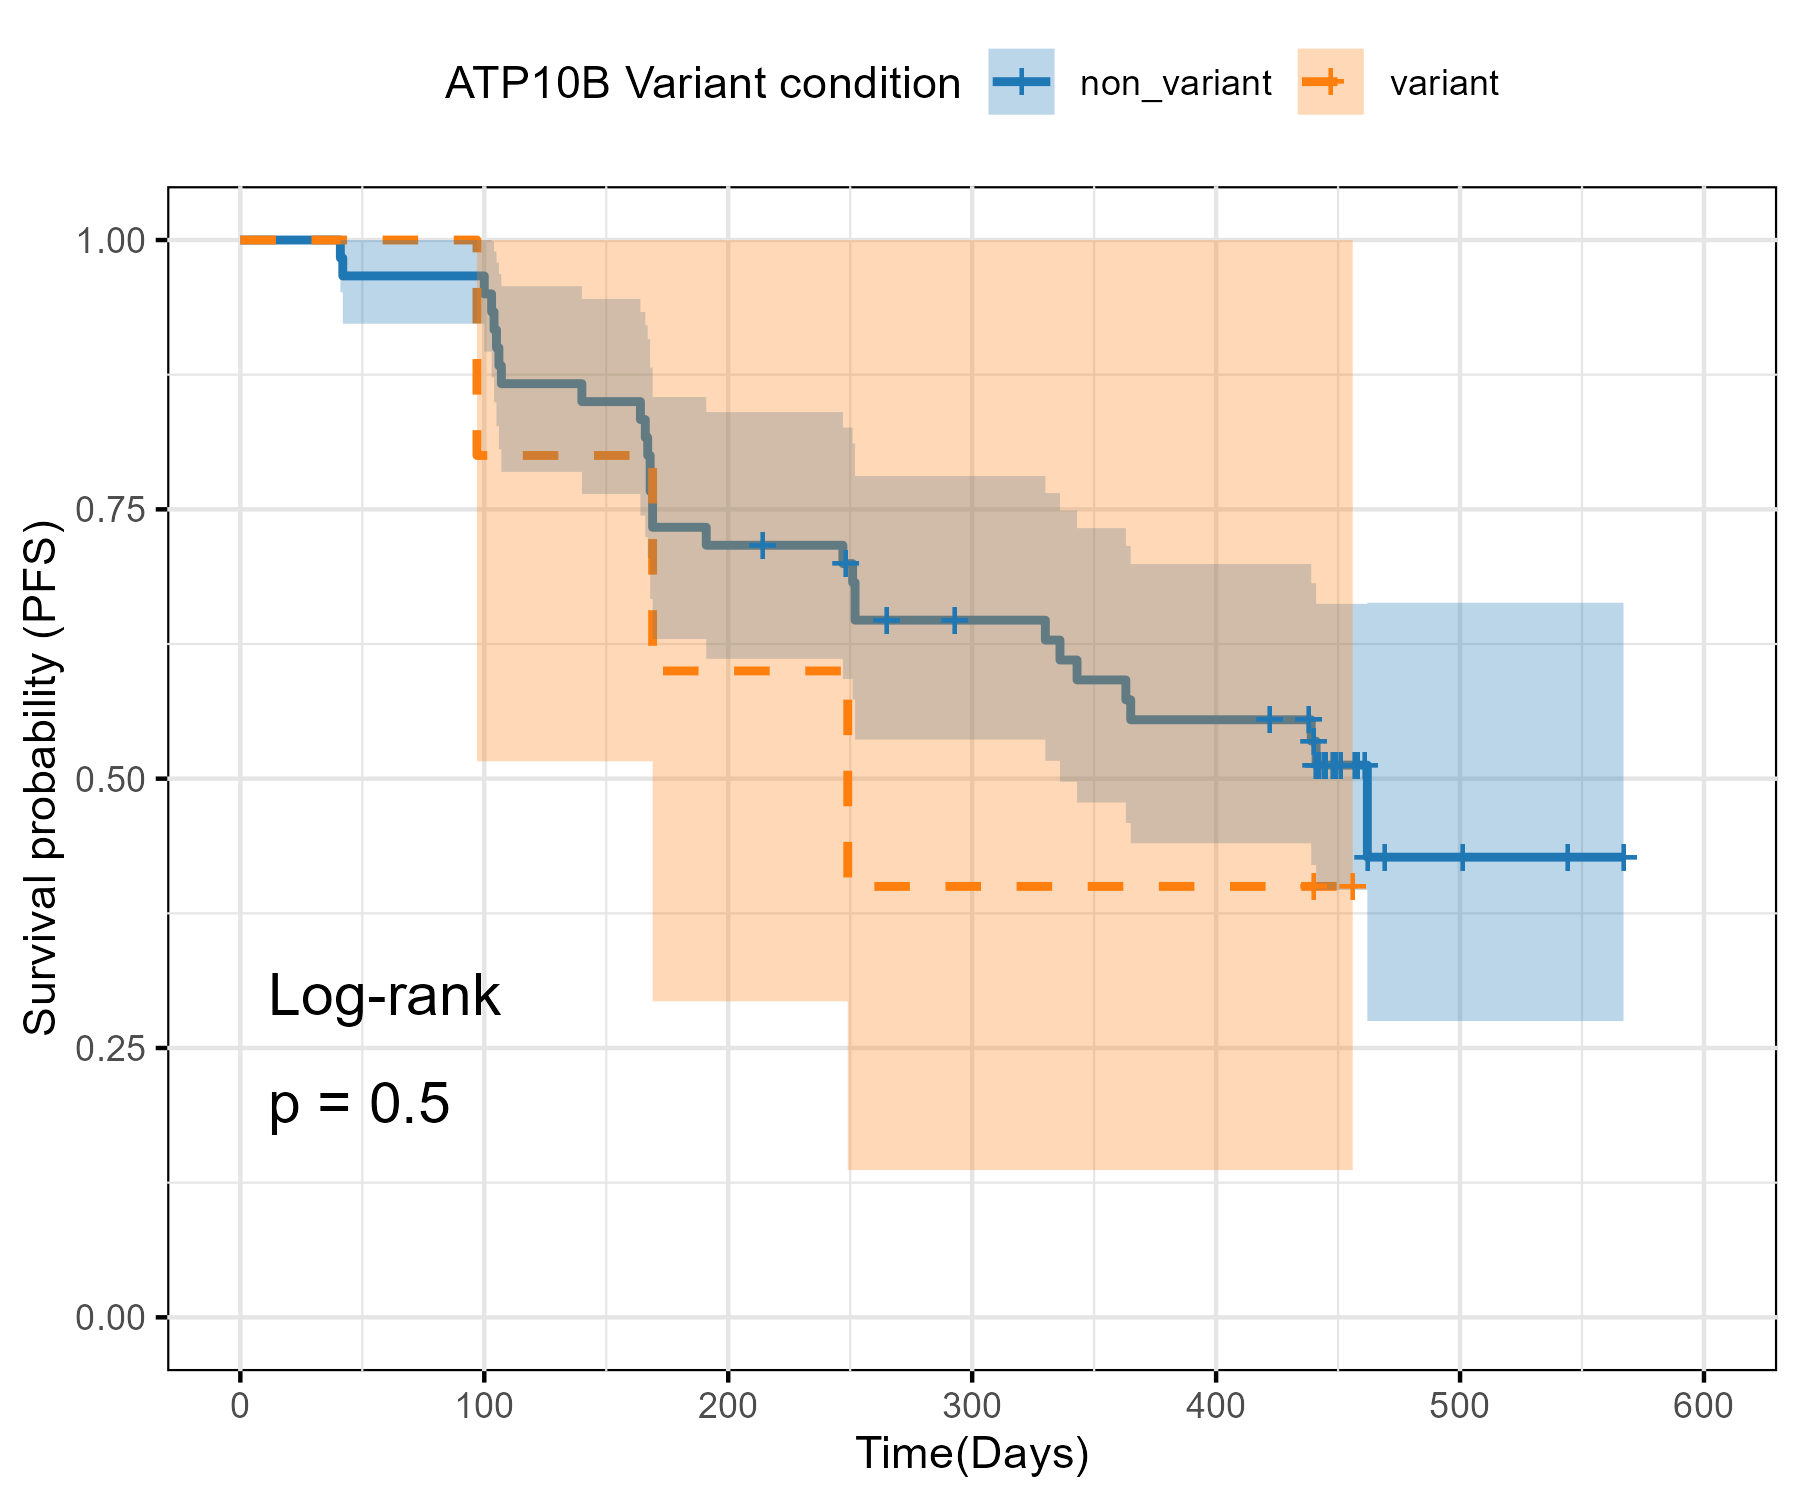 ATP10B Variant condition non_variant variant
Survival probability (PFS)
1.00
0.75
0.50
0.25
0.00
Log-rank
p = 0.5
0 100 200 300 400 500 600
Time(Days)